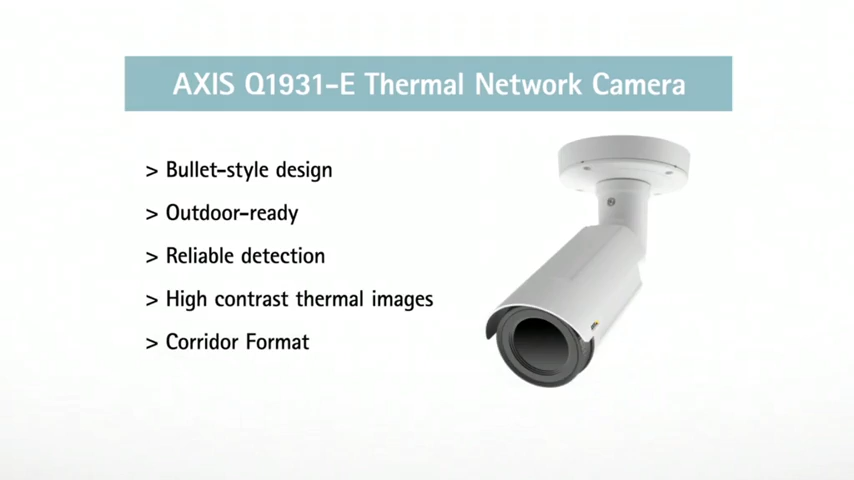 AXIS Q1931-E Thermal Network Camera
> Bullet-style design
> Outdoor-ready
> Reliable detection
> High contrast thermal images
> Corridor Format